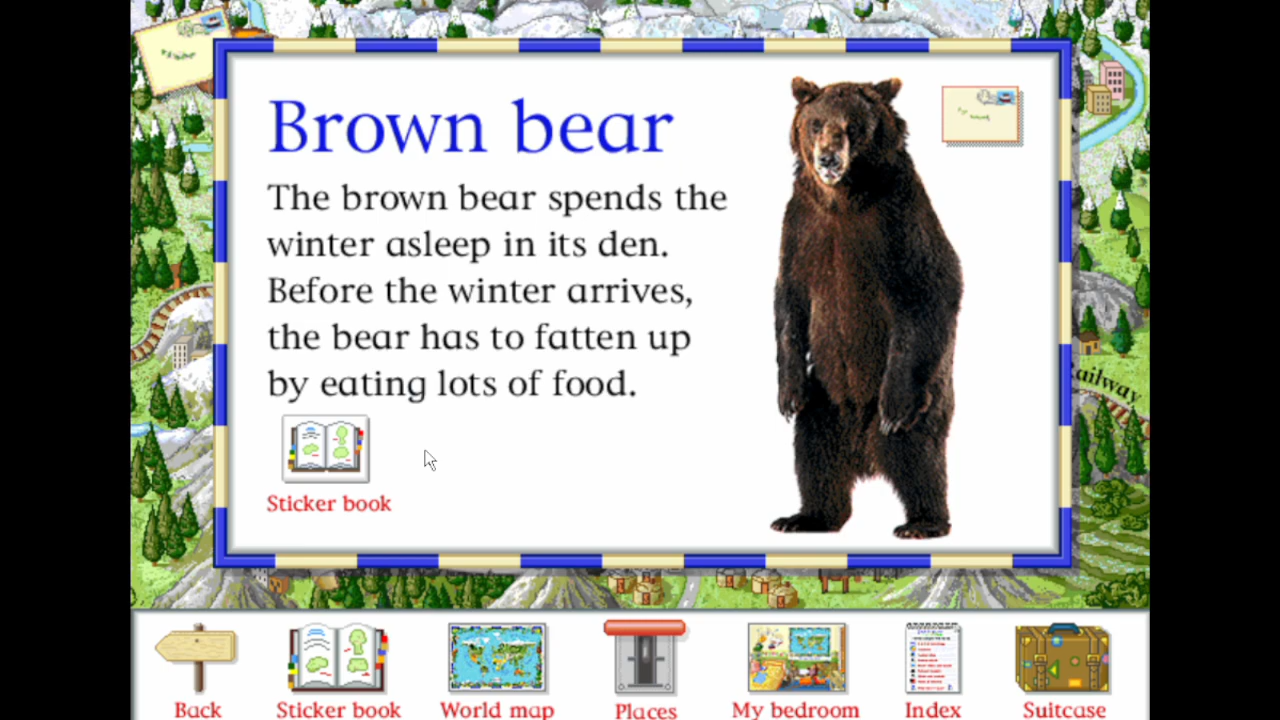 Brown bear
The brown bear spends the
winter asleep in its den.
Before the winter arrives,
the bear has to fatten up
by eating lots of food.
Sticker book
Railway
Back
Sticker book
World map
Places
My bedroom
Index
Suitcase